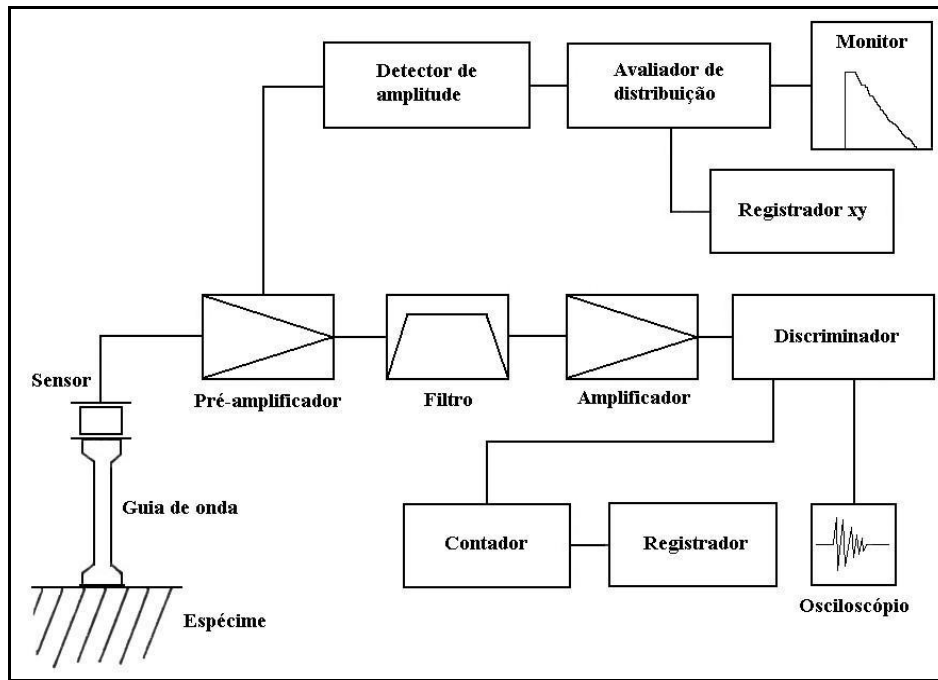 Monitor
Detector de
amplitude
Avaliador de
distribuição
Registrador xy
Discriminador
Sensor
Pré-amplificador
Filtro
Amplificador
Guia de onda
Contador
Registrador
Osciloscópio
Espécime